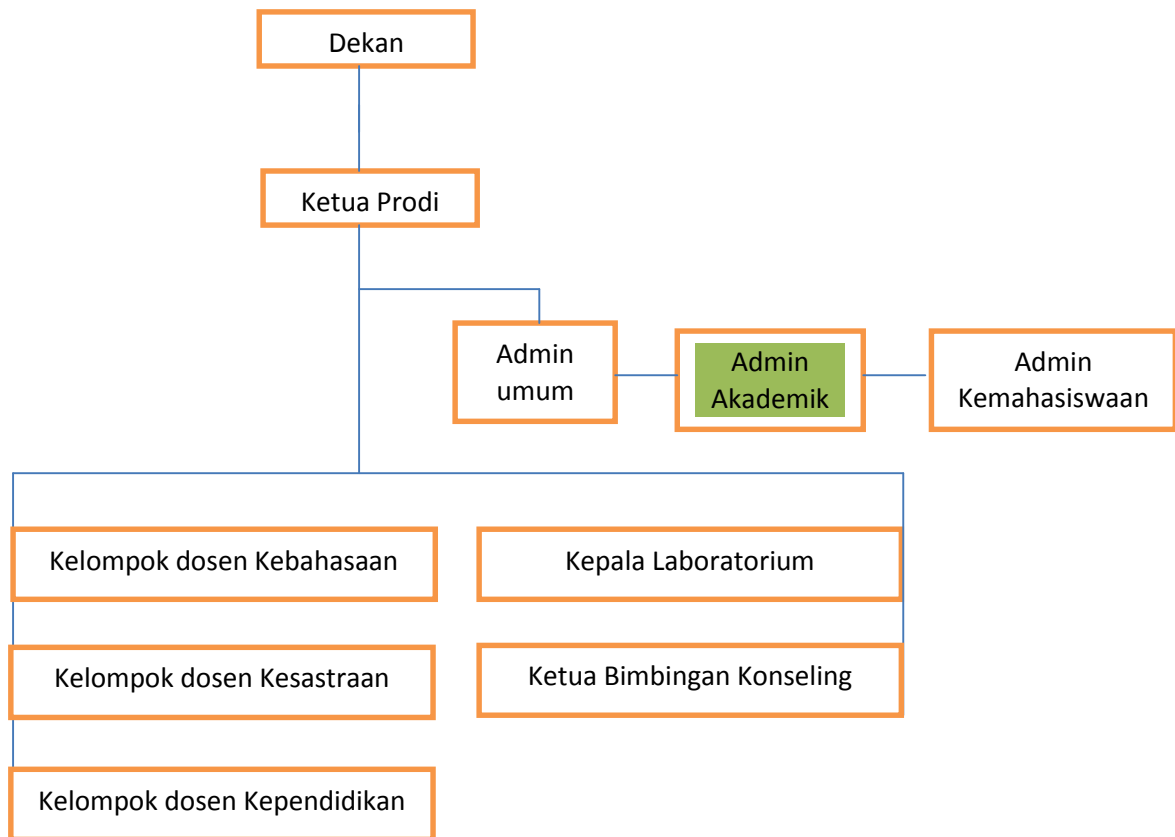 Dekan
Ketua Prodi
Admin
umum
Admin
Akademik
Admin
Kemahasiswaan
Kelompok dosen Kebahasaan
Kepala Laboratorium
Kelompok dosen Kesastraan
Ketua Bimbingan Konseling
Kelompok dosen Kependidikan